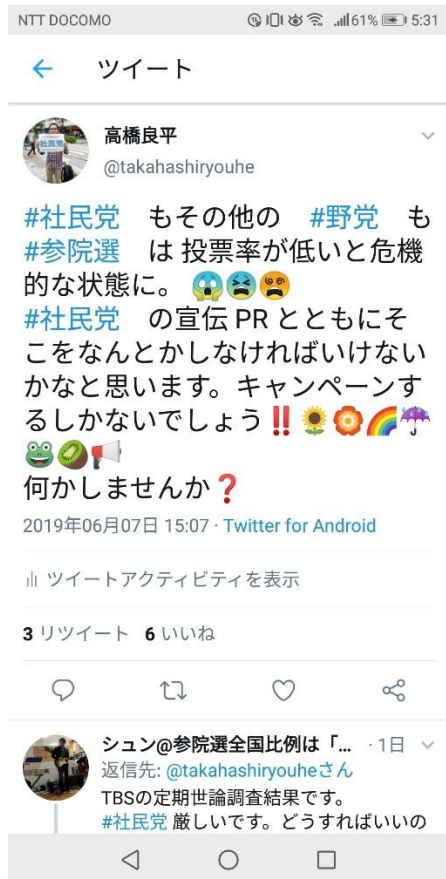 NTT DOCOMO 61% 5:31
ツイート
高橋良平
@takahashiryouhe
#社民党 もその他の #野党 も
#参院選 は 投票率が低いと危機
的な状態に。😱😫😵
#社民党 の宣伝 PR とともにそ
こをなんとかしなければいけない
かなと思います。キャンペーンす
るしかないでしょう‼️🌻🏵️🌈☔
🐸🥝📢
何かしませんか❓
2019年06月07日 15:07 · Twitter for Android
ツイートアクティビティを表示
3 リツイート 6 いいね
シュン@参院選全国比例は「... · 1日
返信先: @takahashiryouheさん
TBSの定期世論調査結果です。
#社民党 厳しいです。どうすればいいの